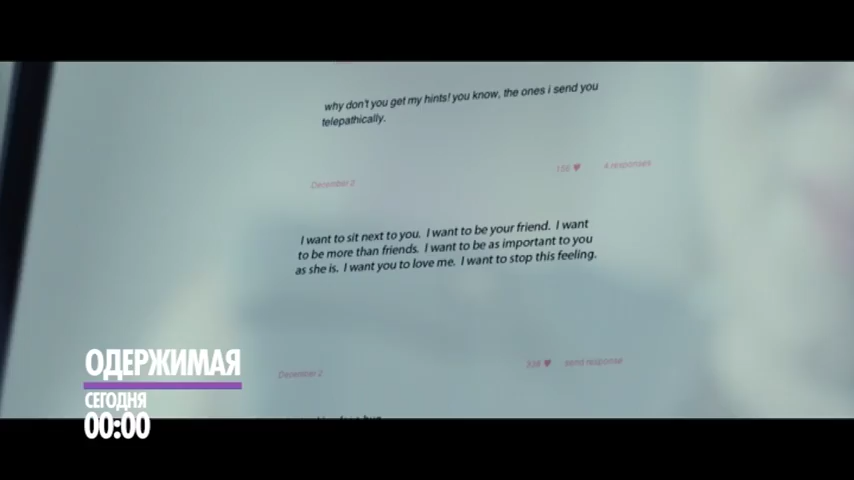 why don't you get my hints! you know, the ones i send you
telepathically.
156 ♥ 4 responses
December 3
I want to sit next to you. I want to be your friend. I want
to be more than friends. I want to be as important to you
as she is. I want you to love me. I want to stop this feeling.
338 ♥ send response
December 2
ОДЕРЖИМАЯ
СЕГОДНЯ
00:00